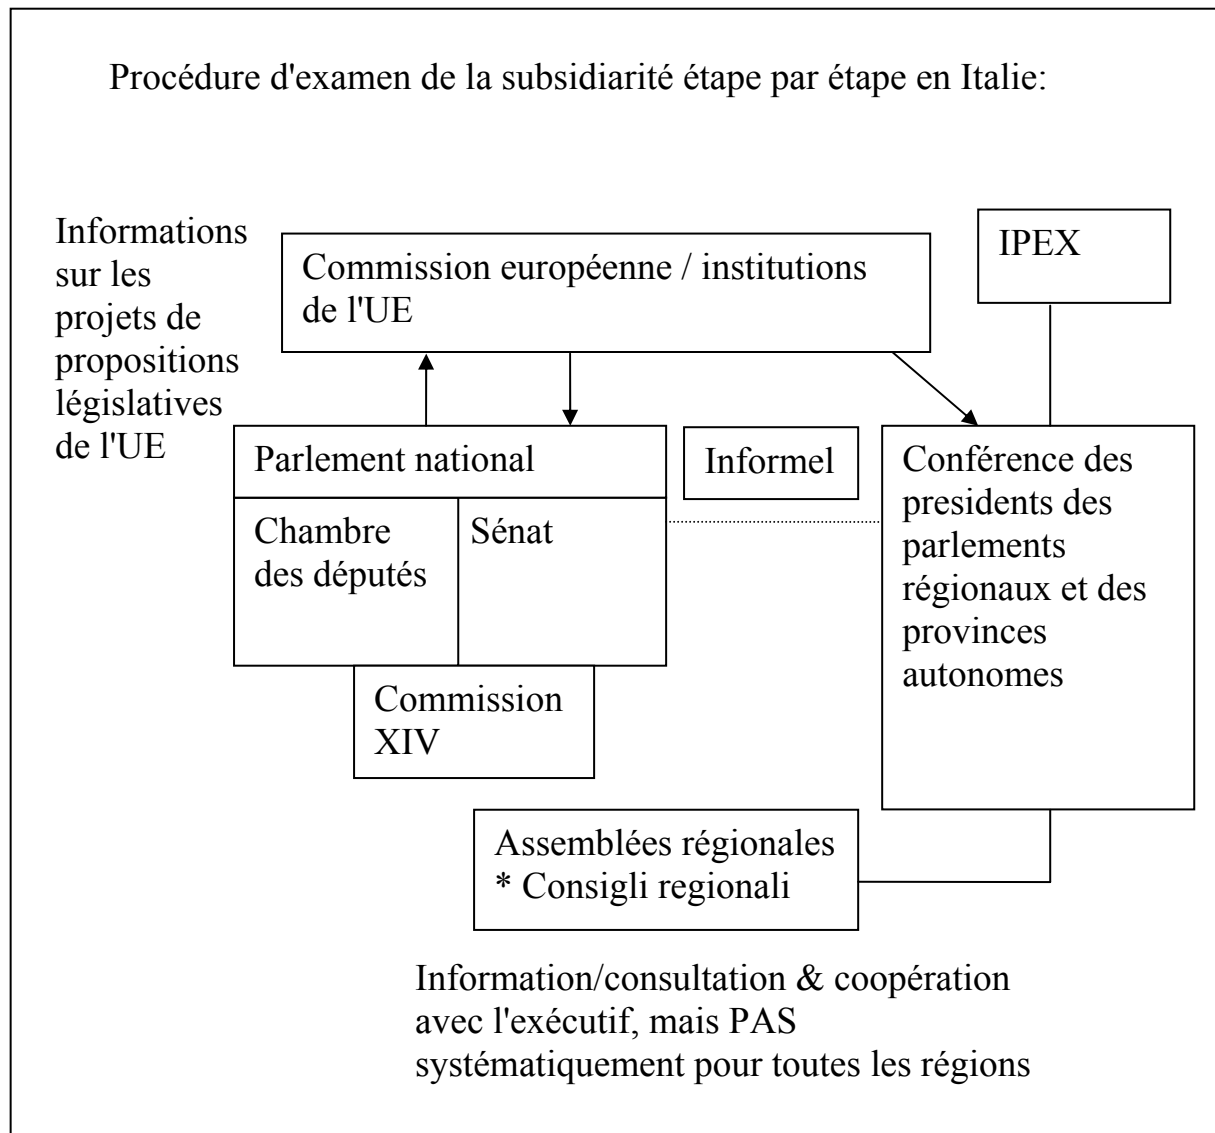 Procédure d'examen de la subsidiarité étape par étape en Italie:
Informations
sur les
projets de
propositions
législatives
de l'UE
Commission européenne / institutions
de l'UE
IPEX
Parlement national
Chambre
des députés
Sénat
Commission
XIV
Informel
Conférence des
presidents des
parlements
régionaux et des
provinces
autonomes
Assemblées régionales
* Consigli regionali
Information/consultation & coopération
avec l'exécutif, mais PAS
systématiquement pour toutes les régions